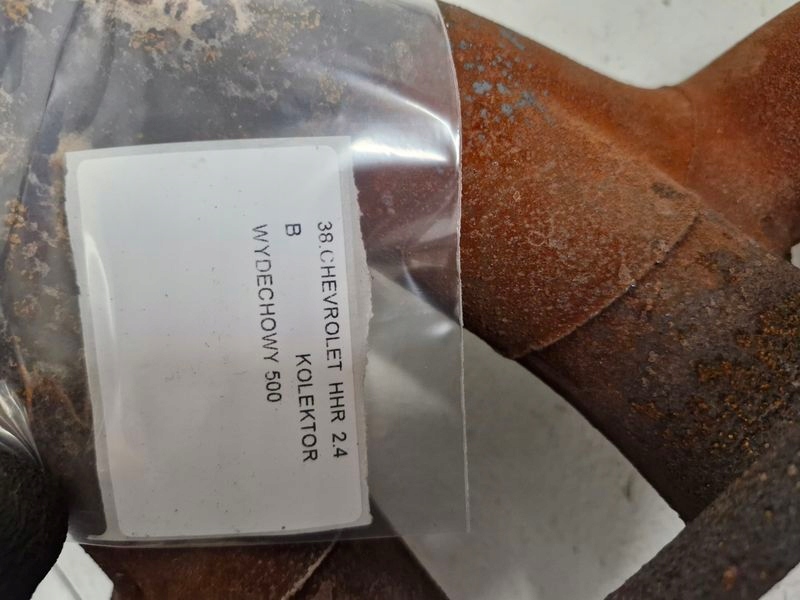 38.CHEVROLET HHR 2.4
B KOLEKTOR
WYDECHOWY 500